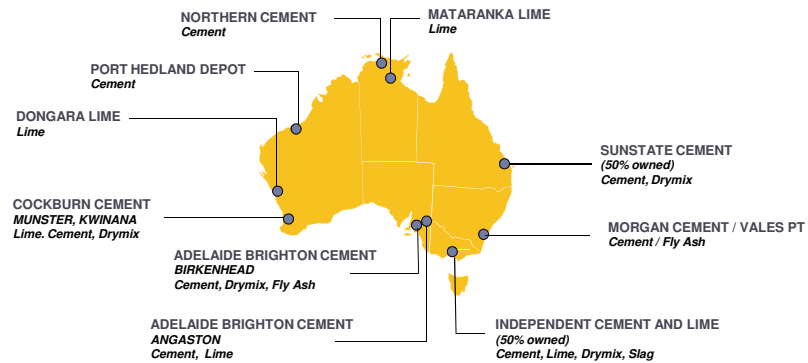 NORTHERN CEMENT
Cement
MATARANKA LIME
Lime
PORT HEDLAND DEPOT
Cement
DONGARA LIME
Lime
SUNSTATE CEMENT
(50% owned)
Cement, Drymix
COCKBURN CEMENT
MUNSTER, KWINANA
Lime. Cement, Drymix
MORGAN CEMENT / VALES PT
Cement / Fly Ash
ADELAIDE BRIGHTON CEMENT
BIRKENHEAD
Cement, Drymix, Fly Ash
ADELAIDE BRIGHTON CEMENT
ANGASTON
Cement, Lime
INDEPENDENT CEMENT AND LIME
(50% owned)
Cement, Lime, Drymix, Slag